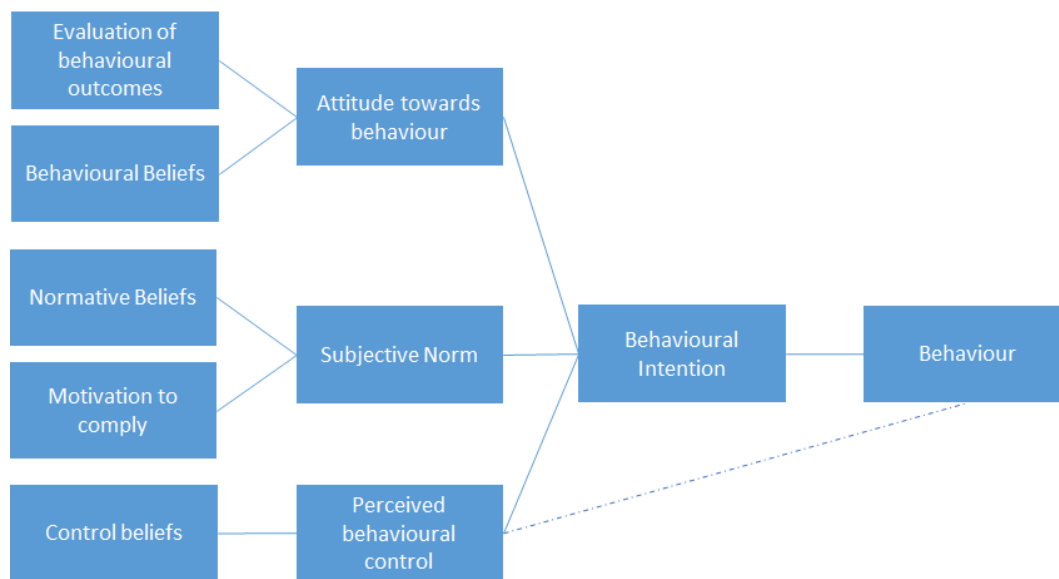 Evaluation of
behavioural
outcomes
Behavioural Beliefs
Attitude towards
behaviour
Normative Beliefs
Motivation to
comply
Subjective Norm
Control beliefs
Perceived
behavioural
control
Behavioural
Intention
Behaviour